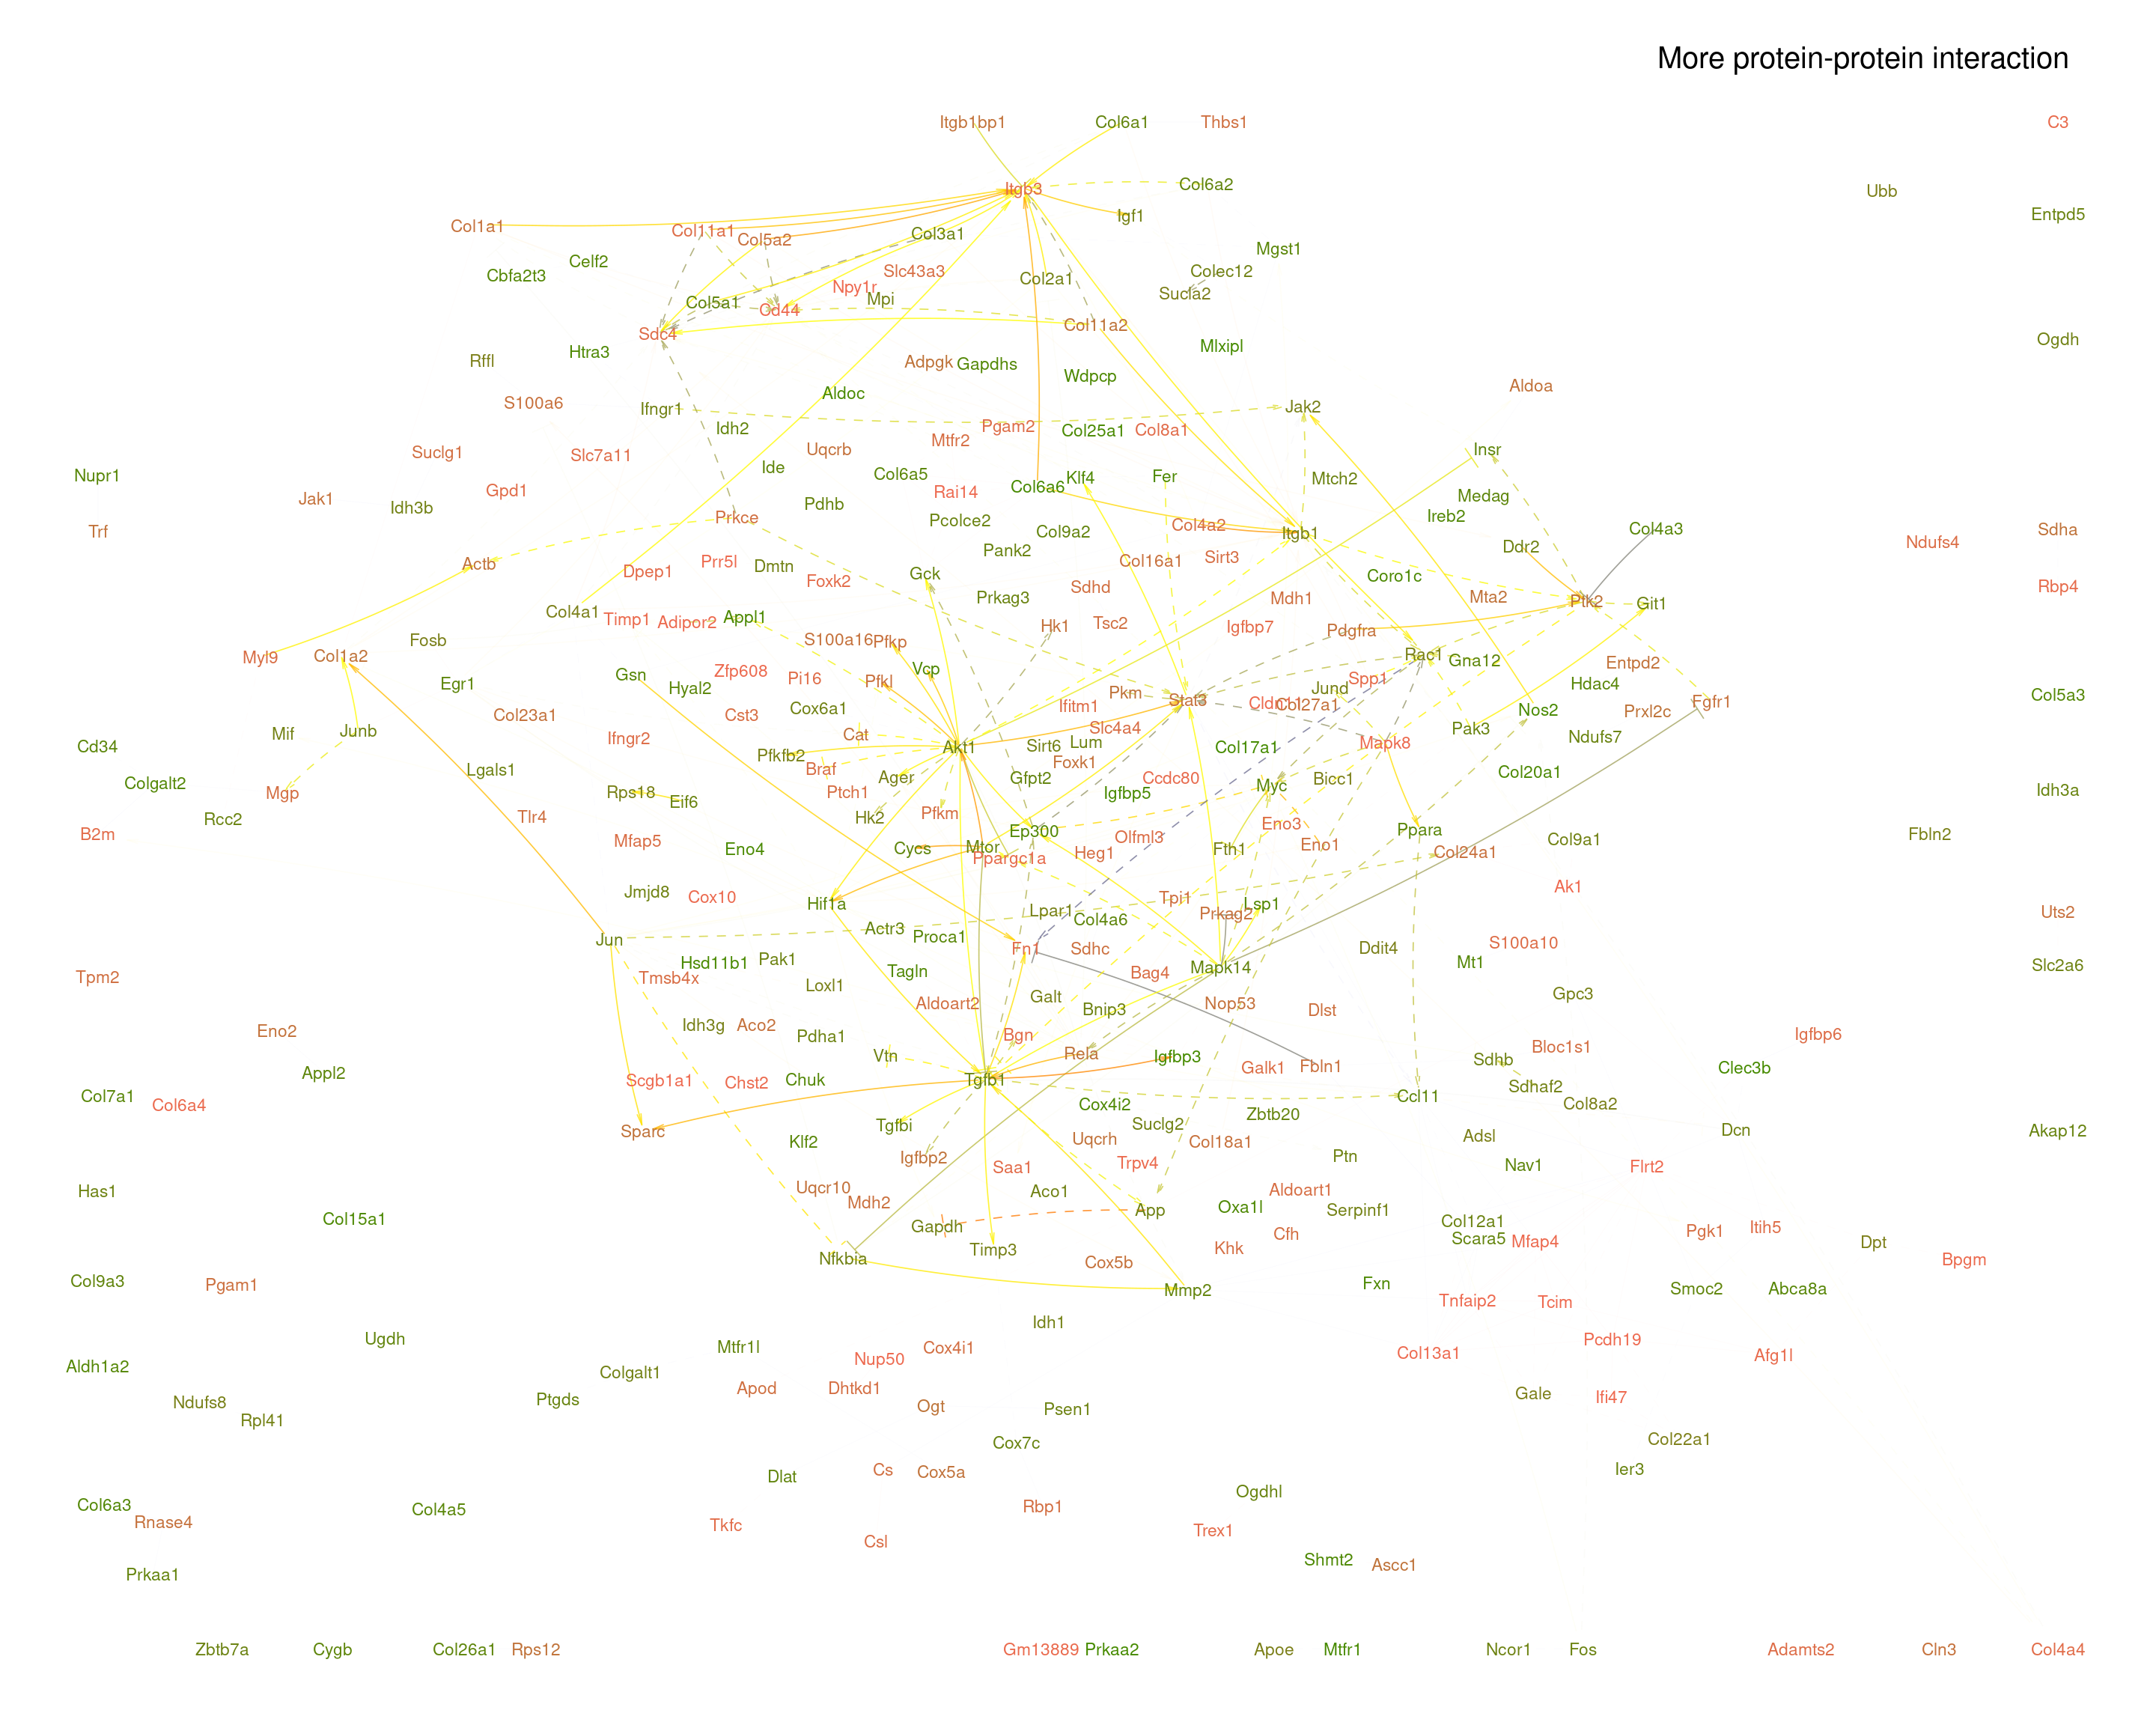 More protein-protein interaction
Itgb1bp1 Col6a1 Thbs1 C3
Itgb3 Col6a2 Ubb
Igf1 Entpd5
Col1a1 Col11a1 Col5a2 Col3a1
Mgst1
Celf2 Slc43a3 Colec12
Cbfa2t3 Npy1r Mpi Col2a1 Sucla2
Col5a1 Cd44
Sdc4 Col11a2 Ogdh
Htra3 Mlxipl
Rffl Adpgk Gapdhs Wdpcp
Aldoc Aldoa
S100a6 Ifngr1 Jak2
Idh2 Pgam2 Col25a1 Col8a1
Suclg1 Slc7a11 Uqcrb Mtfr2 Insr
Nupr1 Ide Col6a5 Klf4 Fer Mtch2
Jak1 Gpd1 Rai14 Col6a6 Medag
Idh3b Pdhb
Trf Prkce Pcolce2 Col9a2 Col4a2 Itgb1 Ireb2 Col4a3 Sdha
Ddr2 Ndufs4
Actb Dpep1 Prr5l Dmtn Pank2 Col16a1 Sirt3
Foxk2 Gck Sdhd Coro1c Rbp4
Col4a1 Prkag3 Mdh1 Mta2 Ptk2 Git1
Timp1 Adipor2 Appl1 Hk1 Tsc2 Igfbp7 Pdgfra
Fosb S100a16 Pfkp
Myl9 Col1a2 Rac1 Gna12 Entpd2
Egr1 Gsn Hyal2 Zfp608 Pi16 Pfkl Vcp Spp1 Hdac4
Pkm Stat3 Jund Col5a3
Col23a1 Cst3 Cox6a1 Ifitm1 Col27a1 Nos2 Prxl2c Fgfr1
Mif Junb Ifngr2 Cat Slc4a4 Pak3
Cd34 Pfkfb2 Akt1 Sirt6 Lum Col17a1 Mapk8 Ndufs7
Colgalt2 Lgals1 Braf Ager Gfpt2 Foxk1 Ccdc80 Bicc1 Col20a1
Mgp Rps18 Eif6 Ptch1 Igfbp5 Myc Idh3a
Rcc2 Tlr4 Hk2 Pfkm
B2m Mfap5 Ep300 Olfml3 Eno3 Ppara Fbln2
Eno4 Cycs Mtor Ppargc1a Heg1 Fth1 Eno1 Col24a1 Col9a1
Jmjd8 Cox10 Hif1a Tpi1 Ak1
Lpar1 Col4a6 Prkag2 Lsp1 Uts2
Jun Actr3 Proca1 Fn1 Sdhc Ddit4 S100a10
Tpm2 Tmsb4x Hsd11b1 Pak1 Tagln Bag4 Mapk14 Mt1 Slc2a6
Loxl1 Aldoart2 Galt Bnip3 Nop53 Dlst Gpc3
Eno2 Idh3g Aco2 Pdha1 Bgn Igfbp6
Vtn Rela Igfbp3 Galk1 Fbln1 Sdhb Bloc1s1
Appl2 Scgb1a1 Chst2 Chuk Tgfb1 Sdhaf2 Clec3b
Col7a1 Col6a4 Cox4i2 Zbtb20 Ccl11 Col8a2
Sparc Klf2 Tgfbi Suclg2 Col18a1 Adsl Dcn Akap12
Igfbp2 Uqcrh Ptn
Saa1 Trpv4 Nav1 Flrt2
Has1 Uqcr10 Mdh2 Aco1 Aldoart1
Col15a1 Gapdh App Oxa1l Serpinf1 Col12a1
Nfkbia Timp3 Khk Cfh Scara5 Mfap4 Pgk1 Itih5 Dpt
Col9a3 Pgam1 Cox5b Mmp2 Fxn Smoc2 Abca8a Bpgm
Tnfaip2 Tcim
Ugdh Mtfr1l Idh1 Pcdh19
Aldh1a2 Colgalt1 Nup50 Cox4i1 Col13a1 Afg1l
Ndufs8 Ptgds Apod Dhtkd1 Gale Ifi47
Rpl41 Ogt Psen1
Cox7c Col22a1
Dlat Cs Cox5a Ier3
Col6a3 Col4a5 Rbp1 Ogdhl
Rnase4 Tkfc Csl Trex1
Prkaa1 Shmt2 Ascc1
Zbtb7a Cygb Col26a1 Rps12 Gm13889 Prkaa2 Apoe Mtfr1 Ncor1 Fos Adamts2 Cln3 Col4a4